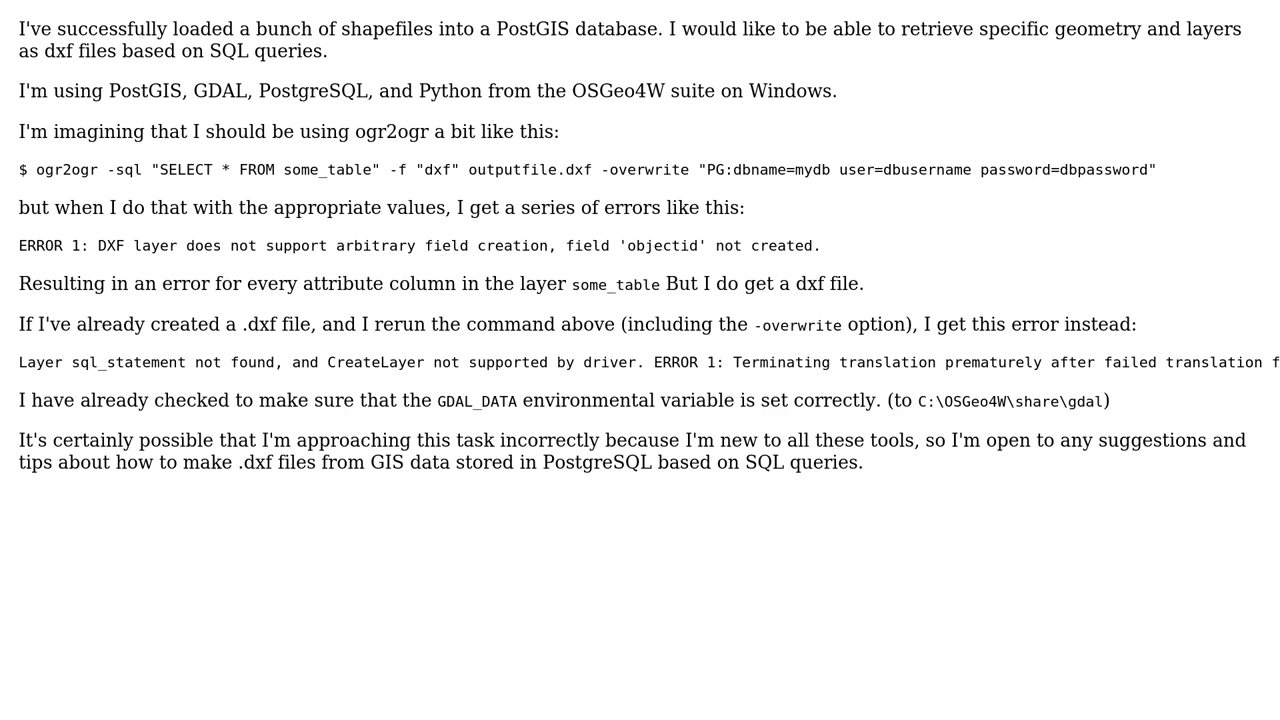 I've successfully loaded a bunch of shapefiles into a PostGIS database. I would like to be able to retrieve specific geometry and layers
as dxf files based on SQL queries.
I'm using PostGIS, GDAL, PostgreSQL, and Python from the OSGeo4W suite on Windows.
I'm imagining that I should be using ogr2ogr a bit like this:
$ ogr2ogr -sql "SELECT * FROM some_table" -f "dxf" outputfile.dxf -overwrite "PG:dbname=mydb user=dbusername password=dbpassword"
but when I do that with the appropriate values, I get a series of errors like this:
ERROR 1: DXF layer does not support arbitrary field creation, field 'objectid' not created.
Resulting in an error for every attribute column in the layer some_table But I do get a dxf file.
If I've already created a .dxf file, and I rerun the command above (including the -overwrite option), I get this error instead:
Layer sql_statement not found, and CreateLayer not supported by driver. ERROR 1: Terminating translation prematurely after failed translation f
I have already checked to make sure that the GDAL_DATA environmental variable is set correctly. (to C:\OSGeo4W\share\gdal)
It's certainly possible that I'm approaching this task incorrectly because I'm new to all these tools, so I'm open to any suggestions and
tips about how to make .dxf files from GIS data stored in PostgreSQL based on SQL queries.